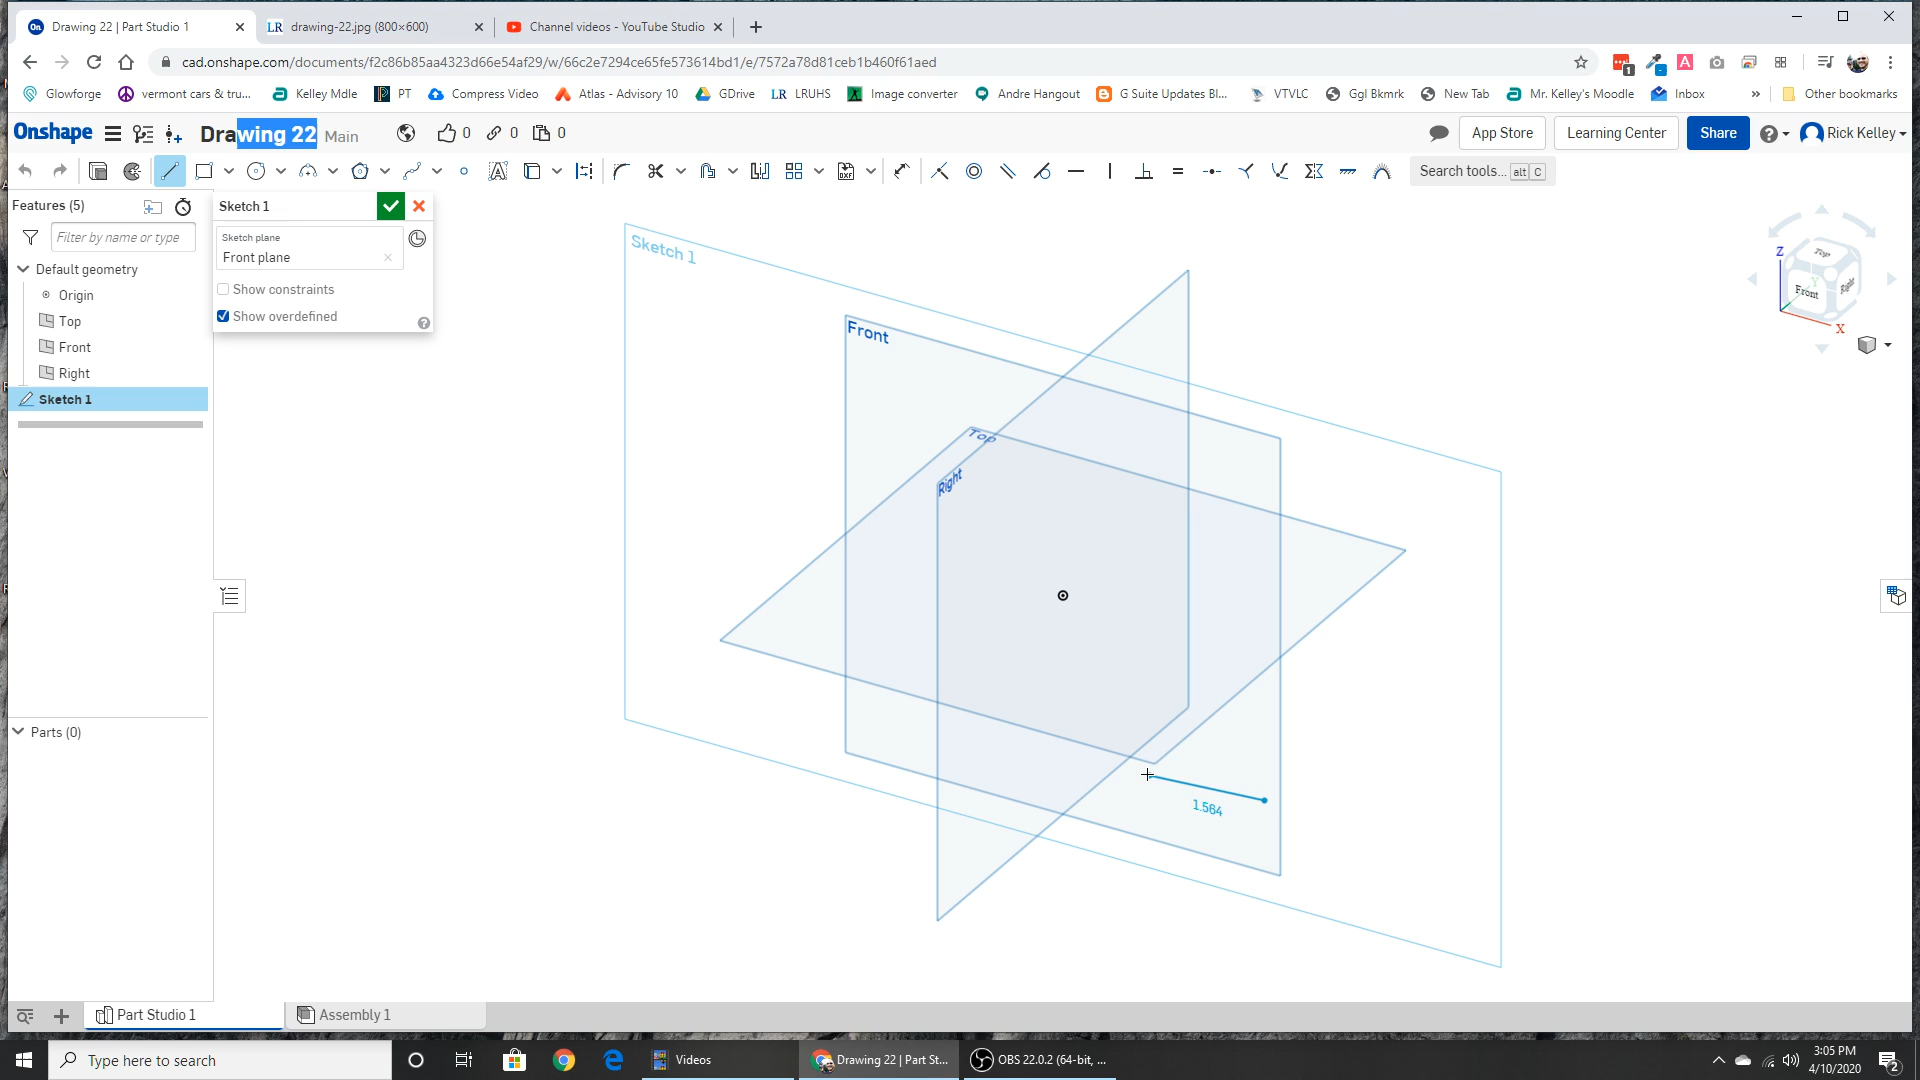 Drawing 22 | Part Studio 1
LR drawing-22.jpg (800×600)
Channel videos - YouTube Studio
cad.onshape.com/documents/f2c86b85aa4323d66e54af29/w/66c2e7294ce65fe573614bd1/e/7572a78d81ceb1b460f61aed
Glowforge vermont cars & tru... Kelley Mdle PT Compress Video Atlas - Advisory 10 GDrive LR LRUHS Image converter Andre Hangout G Suite Updates Bl... VTVLC Ggl Bkmrk New Tab Mr. Kelley's Moodle Inbox » Other bookmarks
Onshape Drawing 22 Main 0 0 0 App Store Learning Center Share Rick Kelley
Search tools... alt C
Features (5)
Filter by name or type
Default geometry
Origin
Top
Front
Right
Sketch 1
Parts (0)
Sketch 1
Sketch plane
Front plane
Show constraints
Show overdefined
Sketch 1
Front
Top
Right
1.564
Z
Top
Front
Right
Y
X
Part Studio 1
Assembly 1
Type here to search
Videos
Drawing 22 | Part St...
OBS 22.0.2 (64-bit, ...
3:05 PM
4/10/2020
2